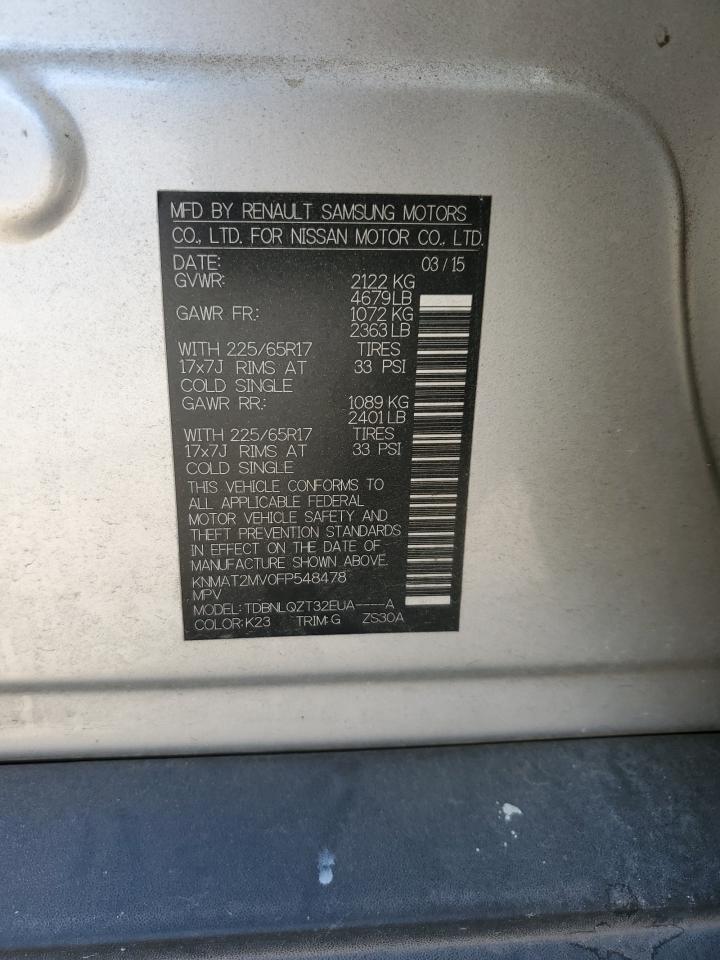 MFD BY RENAULT SAMSUNG MOTORS
CO., LTD. FOR NISSAN MOTOR CO., LTD.
DATE: 03 / 15
GVWR: 2122 KG
4679LB
GAWR FR.: 1072 KG
2363 LB
WITH 225/65R17 TIRES
17x7J RIMS AT 33 PSI
COLD SINGLE
GAWR RR.: 1089 KG
2401 LB
WITH 225/65R17 TIRES
17x7J RIMS AT 33 PSI
COLD SINGLE
THIS VEHICLE CONFORMS TO
ALL APPLICABLE FEDERAL
MOTOR VEHICLE SAFETY AND
THEFT PREVENTION STANDARDS
IN EFFECT ON THE DATE OF
MANUFACTURE SHOWN ABOVE.
KNMAT2MV0FP548478
MPV
MODEL: TDBNLQZT32EUA----A
COLOR: K23 TRIM: G ZS30A